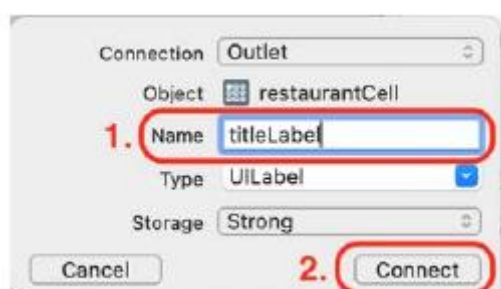 Connection Outlet
Object restaurantCell
1. Name titleLabel
Type UILabel
Storage Strong
Cancel 2. Connect